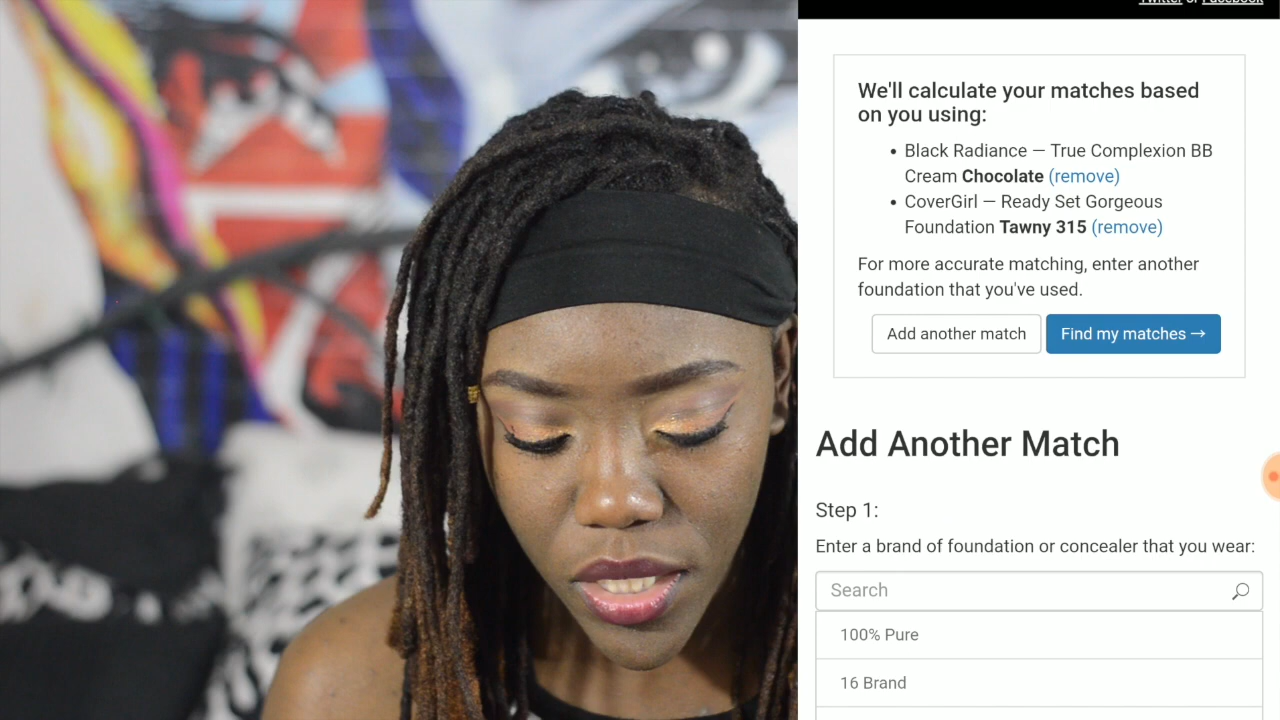 Twitter or Facebook
We'll calculate your matches based
on you using:
• Black Radiance — True Complexion BB
Cream Chocolate (remove)
• CoverGirl — Ready Set Gorgeous
Foundation Tawny 315 (remove)
For more accurate matching, enter another
foundation that you've used.
Add another match Find my matches →
Add Another Match
Step 1:
Enter a brand of foundation or concealer that you wear:
Search
100% Pure
16 Brand